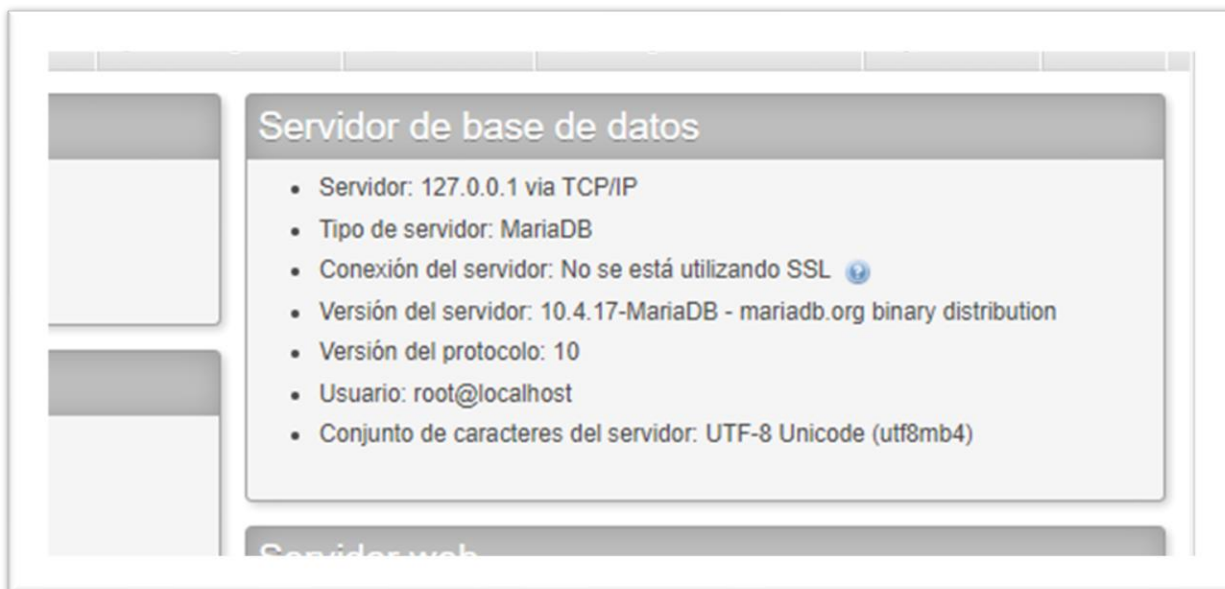 Servidor de base de datos
Servidor: 127.0.0.1 via TCP/IP
Tipo de servidor: MariaDB
Conexión del servidor: No se está utilizando SSL
Versión del servidor: 10.4.17-MariaDB - mariadb.org binary distribution
Versión del protocolo: 10
Usuario: root@localhost
Conjunto de caracteres del servidor: UTF-8 Unicode (utf8mb4)
Servidor web